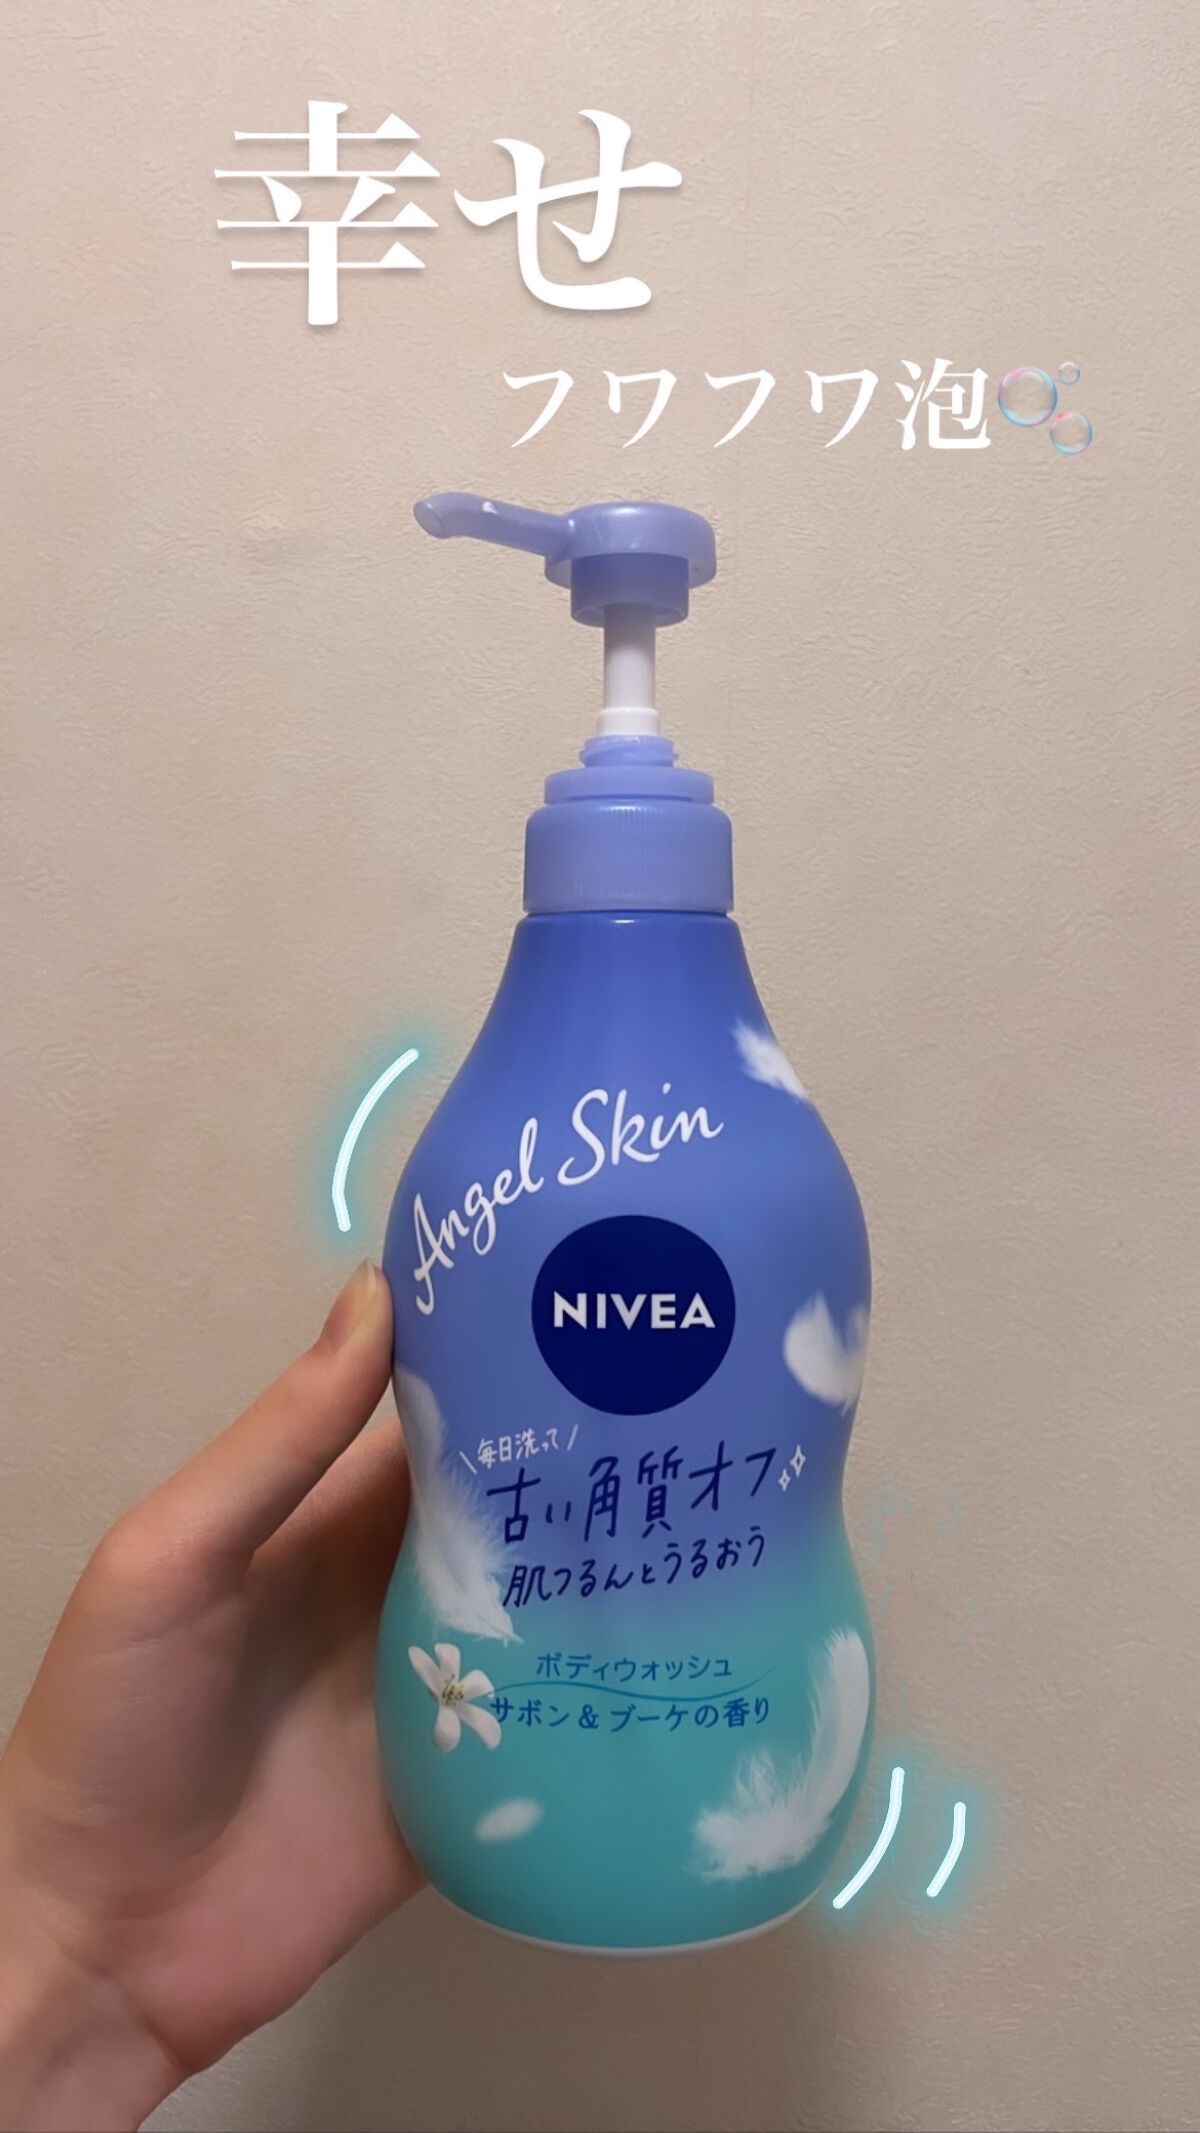 幸せ
フワフワ泡🫧
Angel Skin
NIVEA
\ 毎日洗って /
古い角質オフ
肌つるんとうるおう
ボディウォッシュ
サボン & ブーケの香り